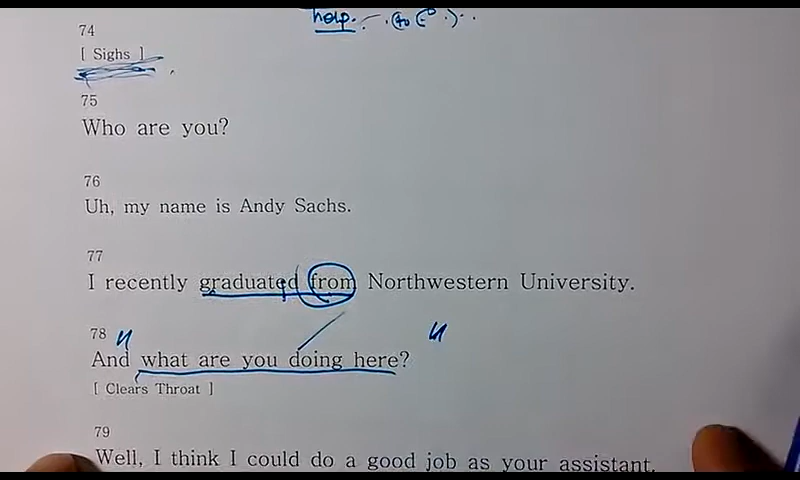 help.
74
[ Sighs ]
75
Who are you?
76
Uh, my name is Andy Sachs.
77
I recently graduated from Northwestern University.
78
And what are you doing here?
[ Clears Throat ]
79
Well, I think I could do a good job as your assistant.